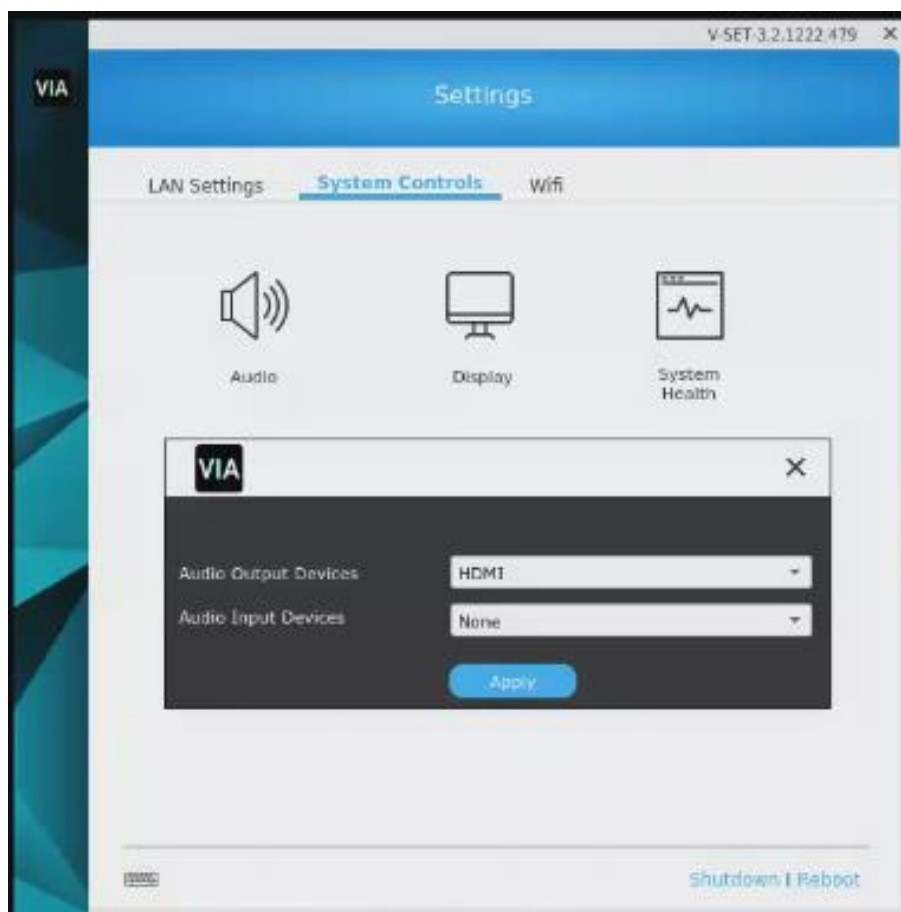 V-SET-3.2.1222.479 ×
VIA
Settings
LAN Settings System Controls Wifi
Audio Display System Health
VIA ×
Audio Output Devices HDMI
Audio Input Devices None
Apply
Shutdown | Reboot